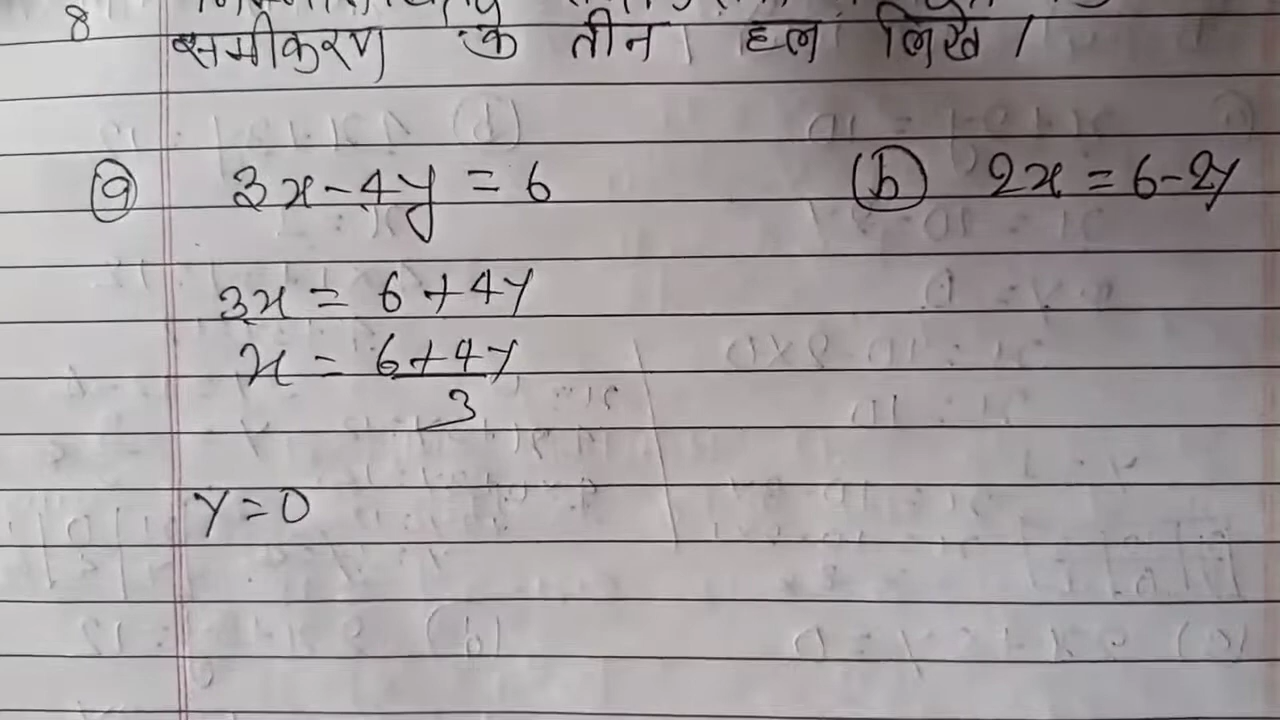 8 समीकरण के तीन हल लिखे ।
(a) 3x - 4y = 6 (b) 2x = 6 - 2y
3x = 6 + 4y
x = 6 + 4y
3
y = 0